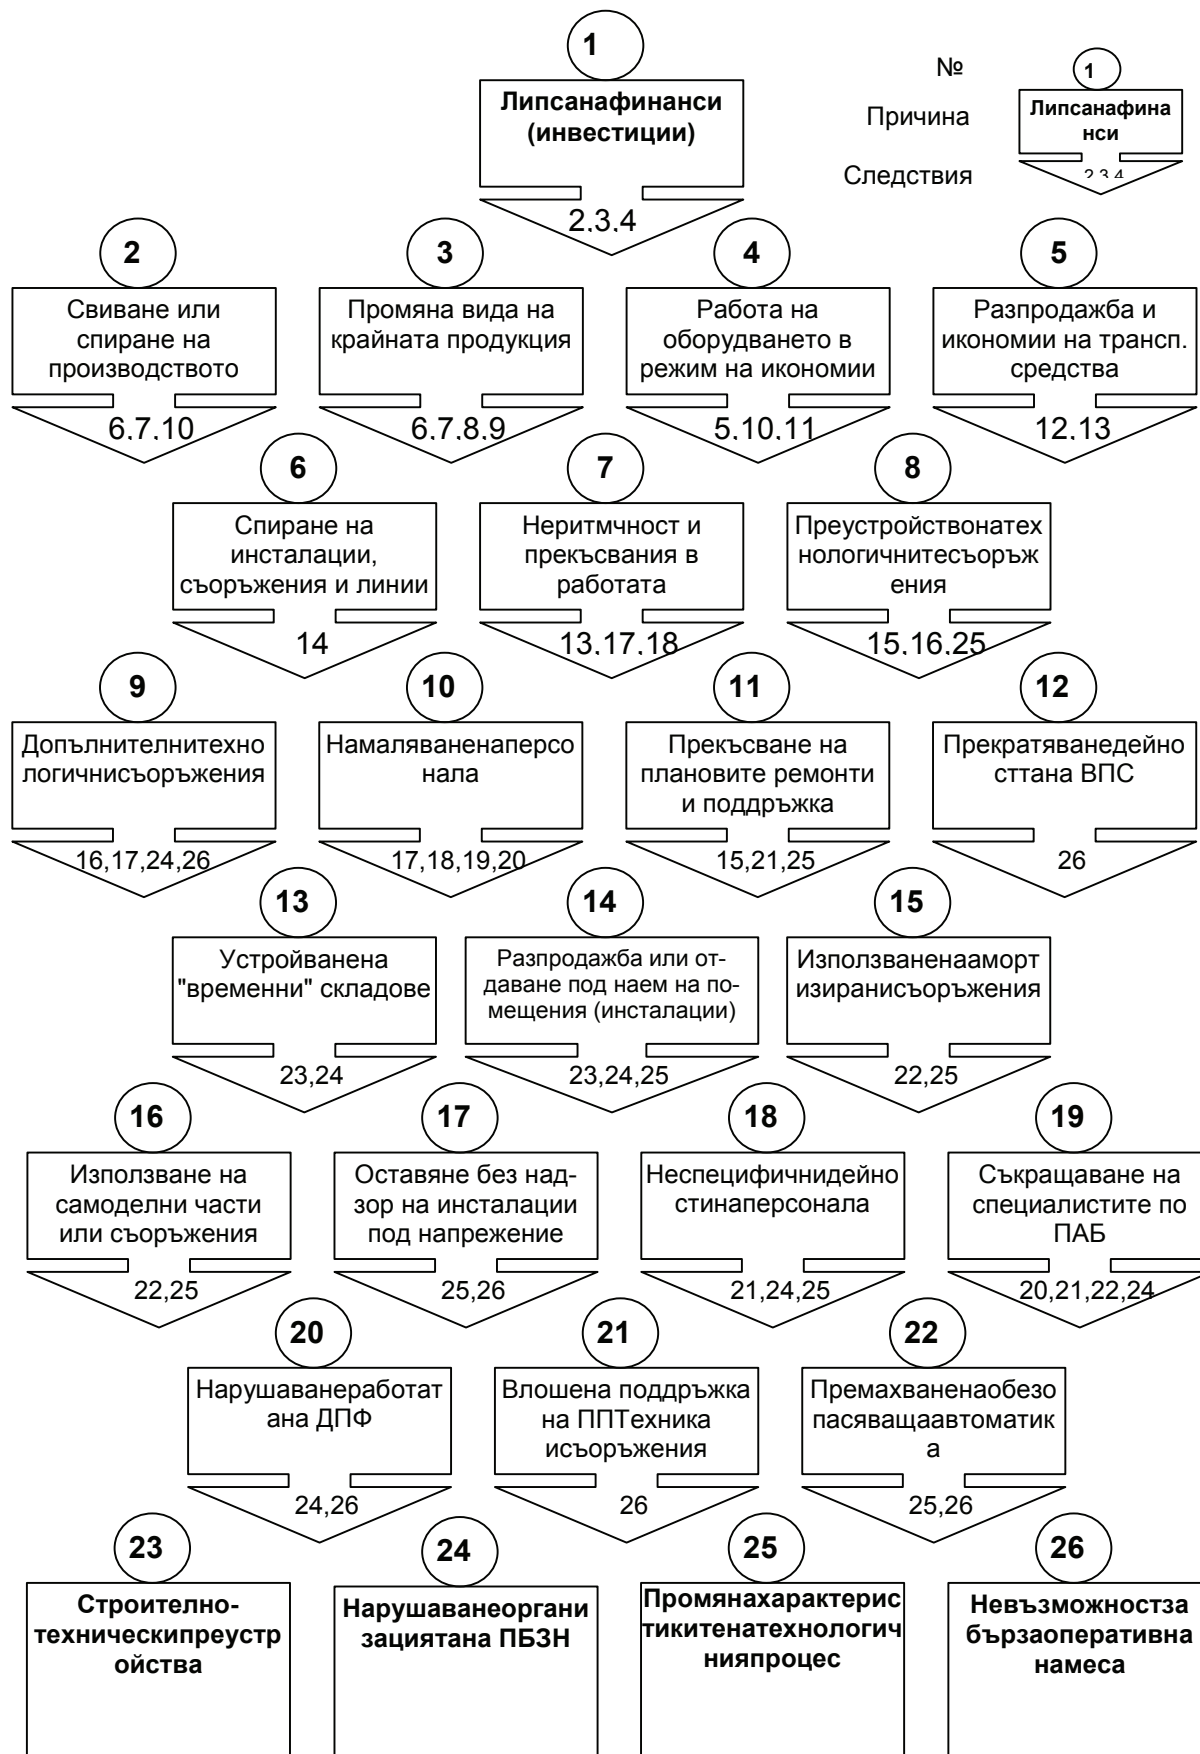 1
Липсанафинанси
(инвестиции)
2,3,4
№
Причина
Следствия
1
Липсанафина
нси
2,3,4
2
Свиване или
спиране на
производството
6,7,10
3
Промяна вида на
крайната продукция
6,7,8,9
4
Работа на
оборудването в
режим на икономии
5,10,11
5
Разпродажба и
икономии на трансп.
средства
12,13
6
Спиране на
инсталации,
съоръжения и линии
14
7
Неритмчност и
прекъсвания в
работата
13,17,18
8
Преустройствонатех
нологичнитесъоръж
ения
15,16,25
9
Допълнителнитехно
логичнисъоръжения
16,17,24,26
10
Намаляваненаперсо
нала
17,18,19,20
11
Прекъсване на
плановите ремонти
и поддръжка
15,21,25
12
Прекратяванедейно
сттана ВПС
26
13
Устройванена
"временни" складове
23,24
14
Разпродажба или от-
даване под наем на по-
мещения (инсталации)
23,24,25
15
Използваненааморт
изиранисъоръжения
22,25
16
Използване на
самоделни части
или съоръжения
22,25
17
Оставяне без над-
зор на инсталации
под напрежение
25,26
18
Неспецифичнидейно
стинаперсонала
21,24,25
19
Съкращаване на
специалистите по
ПАБ
20,21,22,24
20
Нарушаванеработат
ана ДПФ
24,26
21
Влошена поддръжка
на ППТехника
исъоръжения
26
22
Премахваненаобезо
пасяващаавтоматик
а
25,26
23
Строително-
техническипреустр
ойства
24
Нарушаванеоргани
зациятана ПБЗН
25
Промянахарактерис
тикитенатехнологич
нияпроцес
26
Невъзможностза
бързаоперативна
намеса